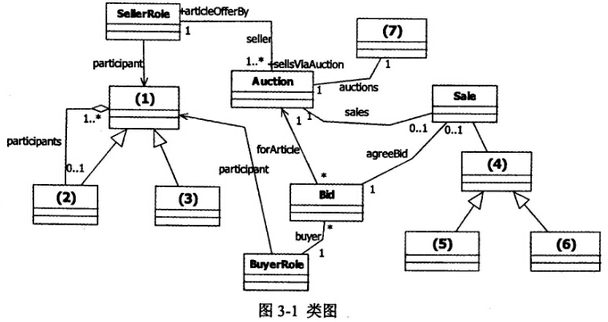 SellerRole
+articleOfferBy
1
seller
(7)
participant
1..*
+sellsViaAuction
1
Auction
1
auctions
(1)
1..*
sales
Sale
1
1
0..1
0..1
participants
forArticle
agreeBid
(4)
0..1
participant
(2)
(3)
*
Bid
1
*
buyer
(5)
(6)
1
BuyerRole
图 3-1 类图